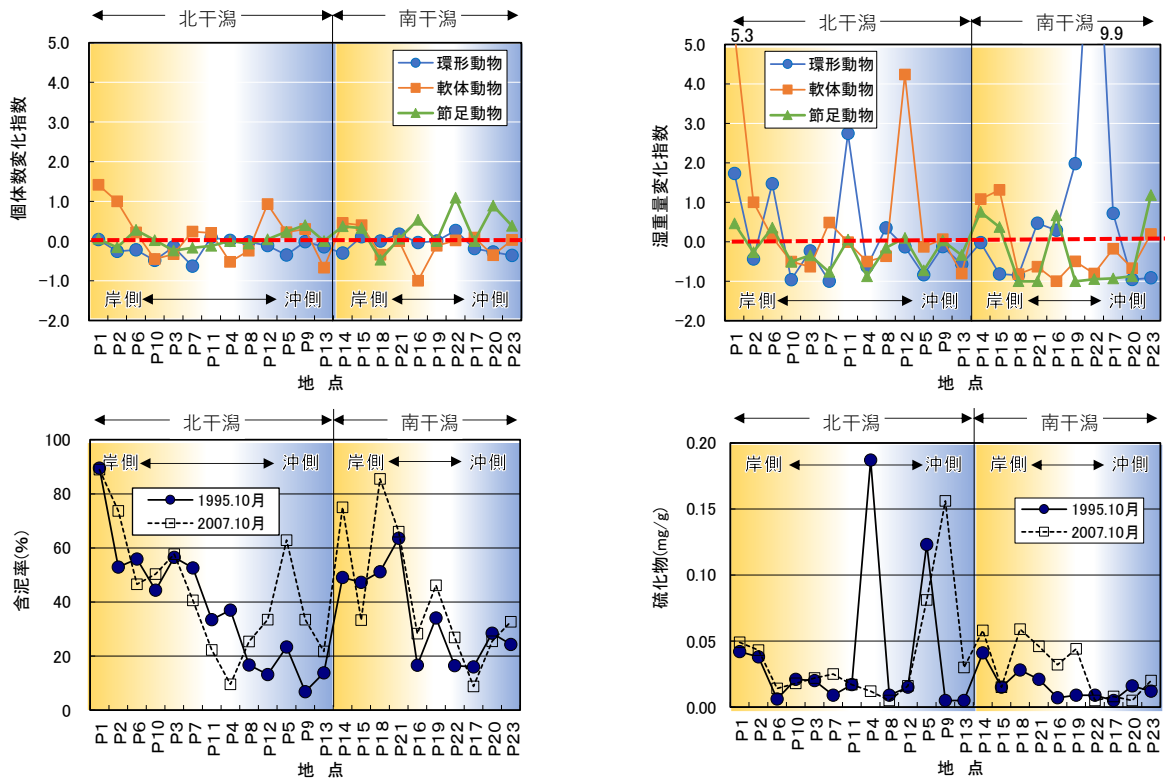 北干潟
南干潟
5.0
4.0
3.0
2.0
1.0
0.0
-1.0
-2.0
個体数変化指数
環形動物
軟体動物
節足動物
岸側
沖側
岸側
沖側
P1 P2 P6 P10 P3 P7 P11 P4 P8 P12 P5 P9 P13 P14 P15 P18 P21 P16 P19 P22 P17 P20 P23
地 点
北干潟
南干潟
5.3
9.9
5.0
4.0
3.0
2.0
1.0
0.0
-1.0
-2.0
湿重量変化指数
環形動物
軟体動物
節足動物
岸側
沖側
岸側
沖側
P1 P2 P6 P10 P3 P7 P11 P4 P8 P12 P5 P9 P13 P14 P15 P18 P21 P16 P19 P22 P17 P20 P23
地 点
北干潟
南干潟
100
80
60
40
20
0
含泥率(%)
岸側
沖側
岸側
沖側
1995.10月
2007.10月
P1 P2 P6 P10 P3 P7 P11 P4 P8 P12 P5 P9 P13 P14 P15 P18 P21 P16 P19 P22 P17 P20 P23
地 点
北干潟
南干潟
0.20
0.15
0.10
0.05
0.00
硫化物(mg/g)
岸側
沖側
岸側
沖側
1995.10月
2007.10月
P1 P2 P6 P10 P3 P7 P11 P4 P8 P12 P5 P9 P13 P14 P15 P18 P21 P16 P19 P22 P17 P20 P23
地 点